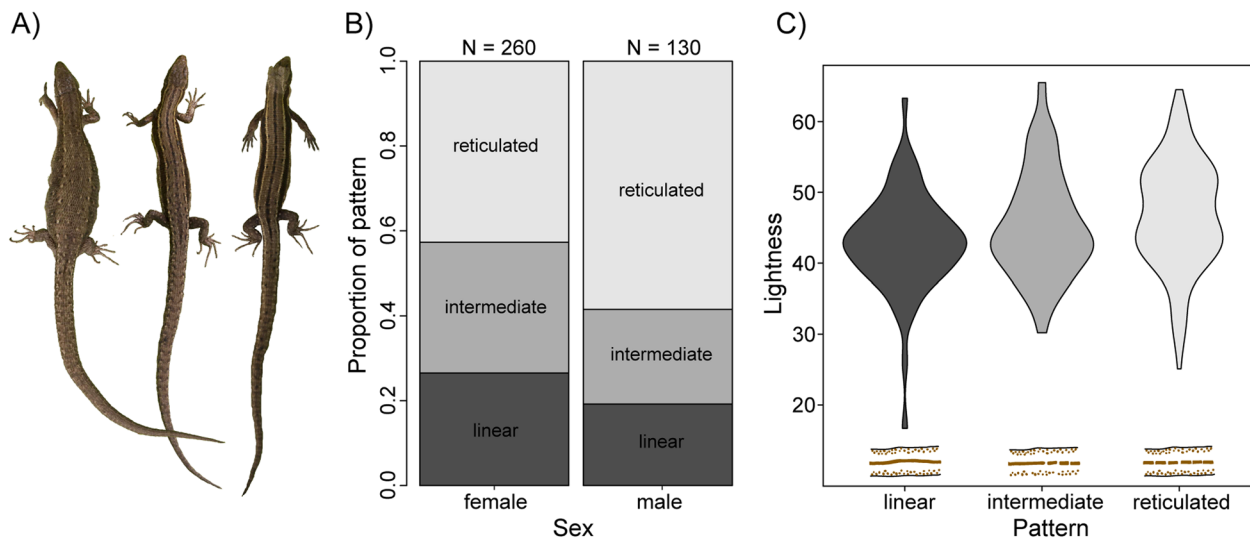 A)
B)
N = 260
N = 130
Proportion of pattern
1.0
0.8
0.6
0.4
0.2
0.0
reticulated
intermediate
linear
reticulated
intermediate
linear
female
male
Sex
C)
Lightness
60
50
40
30
20
linear
intermediate
reticulated
Pattern